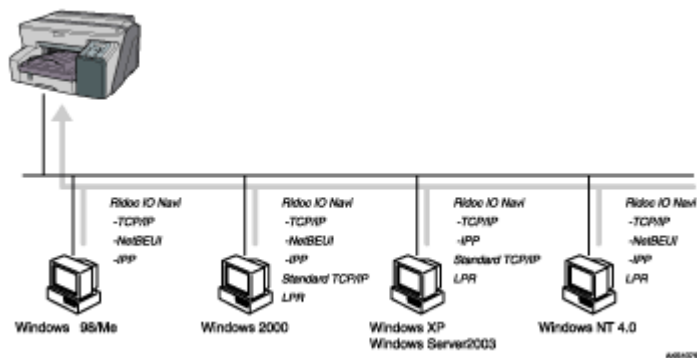 Ridoc IO Navi
-TCP/IP
-NetBEUI
-IPP
Windows 98/Me
Ridoc IO Navi
-TCP/IP
-NetBEUI
-IPP
Standard TCP/IP
LPR
Windows 2000
Ridoc IO Navi
-TCP/IP
-IPP
Standard TCP/IP
LPR
Windows XP
Windows Server2003
Ridoc IO Navi
-TCP/IP
-NetBEUI
-IPP
LPR
Windows NT 4.0